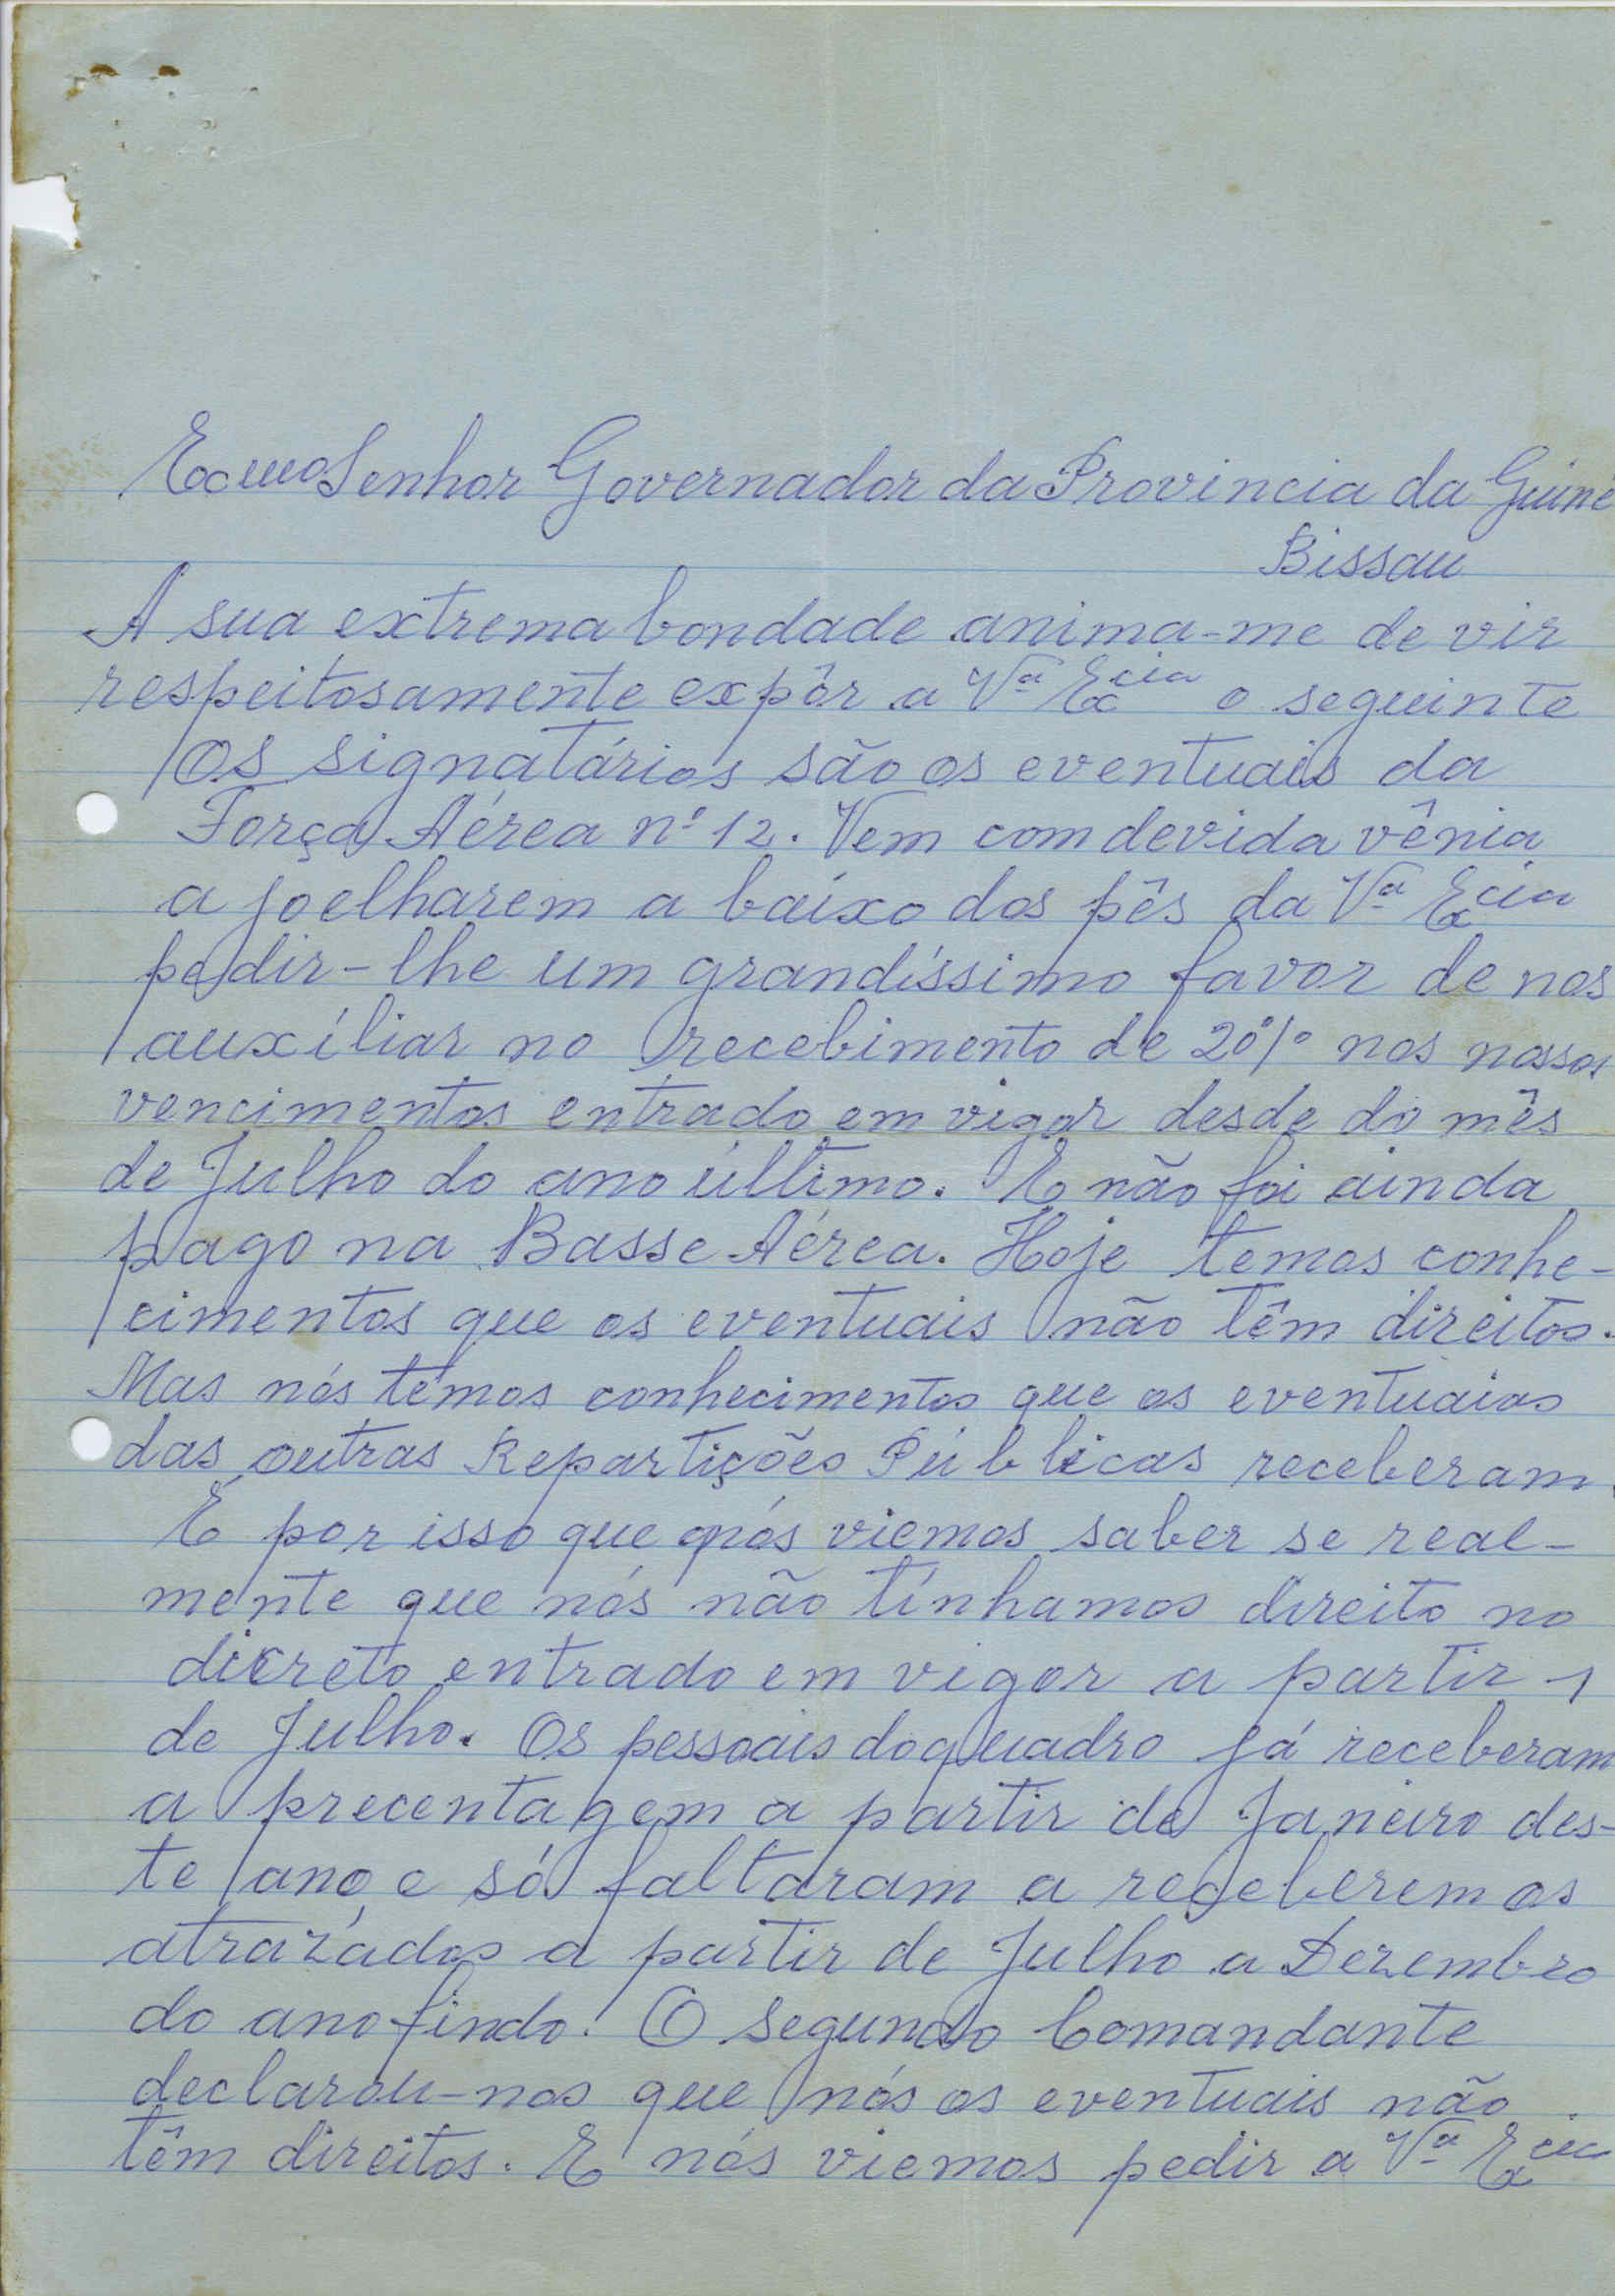 Exmo Senhor Governador da Provincia da Guiné
Bissau
A sua extrema bondade anima-me de vir
respeitosamente expôr a Vª Excia o seguinte
Os signatários são os eventuais da
Força Aérea nº 12. Vem com devida vênia
a joelharem a baixo dos pês da Vª Excia
pedir-lhe um grandíssimo favor de nos
auxíliar no recebimento de 20% nos nossos
vencimentos entrado em vigor desde do mês
de Julho do ano último. E não foi ainda
pago na Basse Aérea. Hoje temos conhe-
cimentos que os eventuais não têm direitos.
Mas nós temos conhecimentos que os eventuais
das outras Repartições Públicas receberam.
É por isso que nós viemos saber se real-
mente que nós não tínhamos direito no
dicreto entrado em vigor a partir 1
de Julho. Os pessoais do quadro já receberam
a precentagem a partir de Janeiro des-
te ano e só faltaram a receberem os
atrazádos a partir de Julho a Dezembro
do ano findo. O segundo Comandante
declarou-nos que nós os eventuais não
têm direitos. E nós viemos pedir a Vª Excia